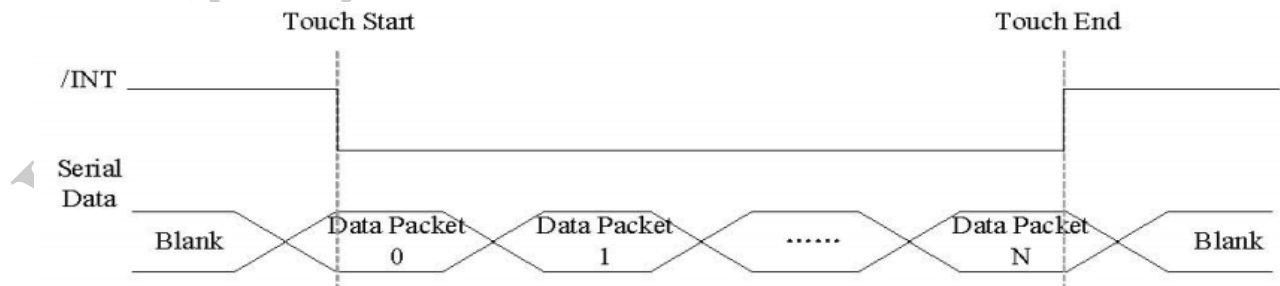 Touch Start
Touch End
/INT
Serial
Data
Blank
Data Packet
0
Data Packet
1
......
Data Packet
N
Blank